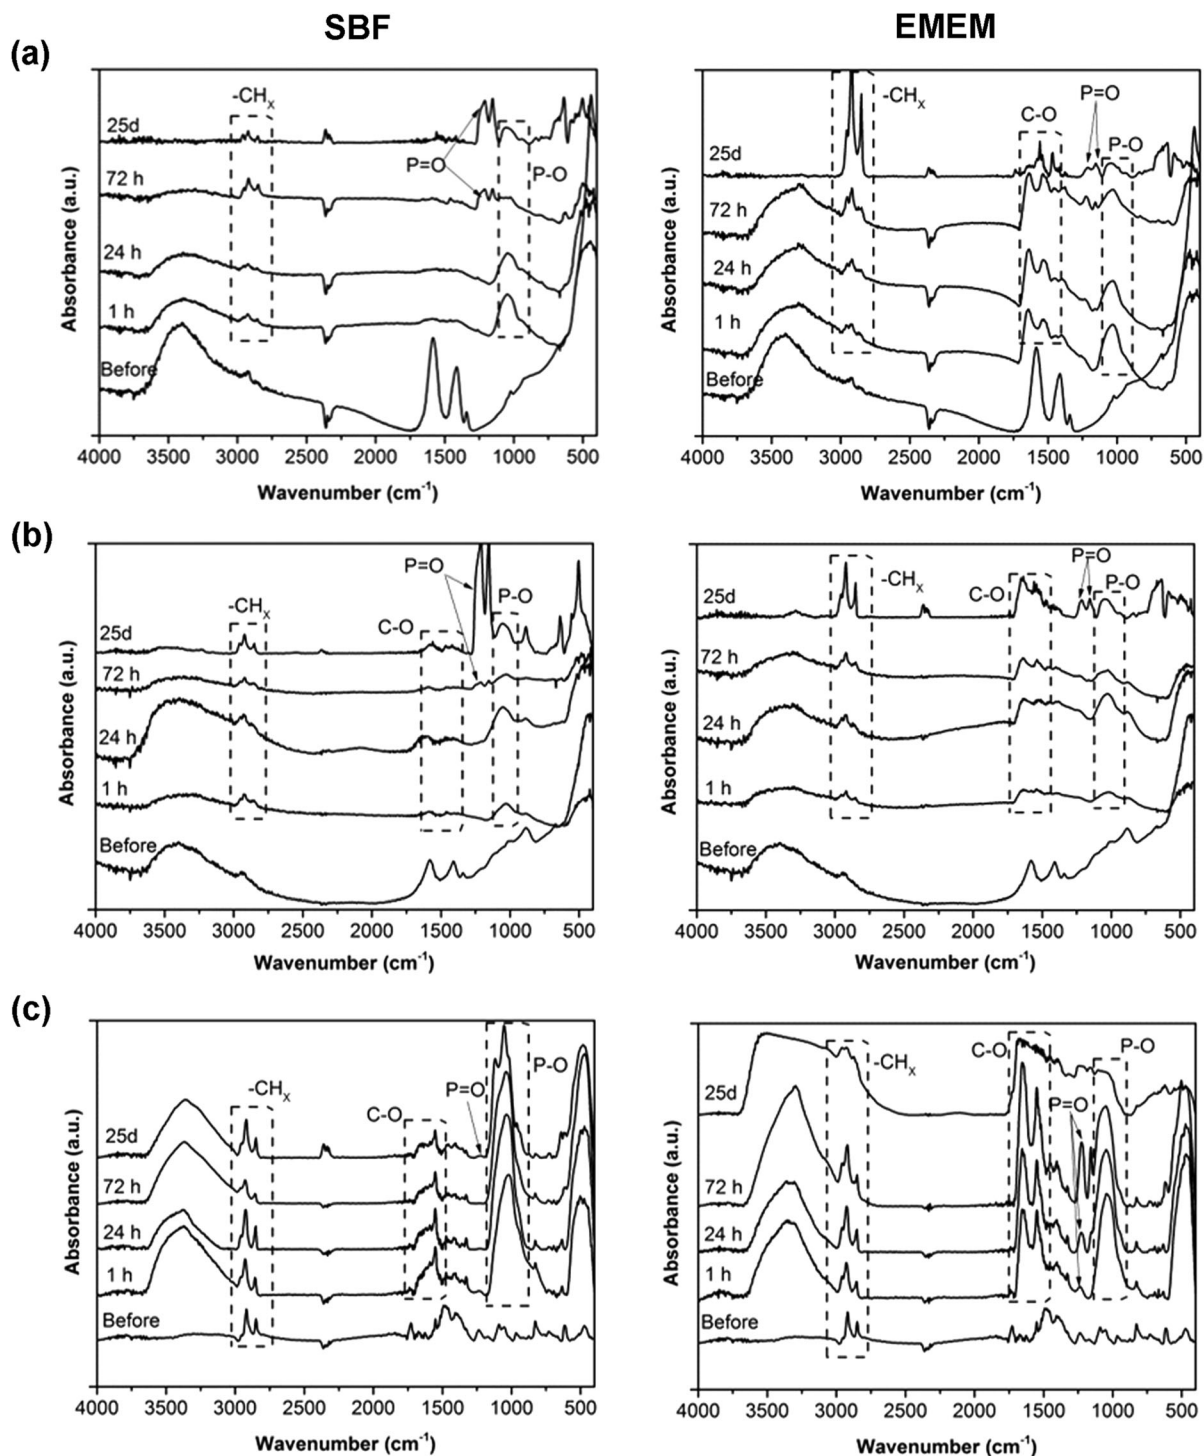 SBF EMEM
(a)
-CHX
P=O
P-O
25d
72 h
24 h
1 h
Before
Absorbance (a.u.)
4000 3500 3000 2500 2000 1500 1000 500
Wavenumber (cm-1)
-CHX
C-O
P=O
P-O
25d
72 h
24 h
1 h
Before
Absorbance (a.u.)
4000 3500 3000 2500 2000 1500 1000 500
Wavenumber (cm-1)
(b)
-CHX
C-O
P=O
P-O
25d
72 h
24 h
1 h
Before
Absorbance (a.u.)
4000 3500 3000 2500 2000 1500 1000 500
Wavenumber (cm-1)
-CHX
C-O
P=O
P-O
25d
72 h
24 h
1 h
Before
Absorbance (a.u.)
4000 3500 3000 2500 2000 1500 1000 500
Wavenumber (cm-1)
(c)
-CHX
C-O
P=O
P-O
25d
72 h
24 h
1 h
Before
Absorbance (a.u.)
4000 3500 3000 2500 2000 1500 1000 500
Wavenumber (cm-1)
-CHX
C-O
P=O
P-O
25d
72 h
24 h
1 h
Before
Absorbance (a.u.)
4000 3500 3000 2500 2000 1500 1000 500
Wavenumber (cm-1)